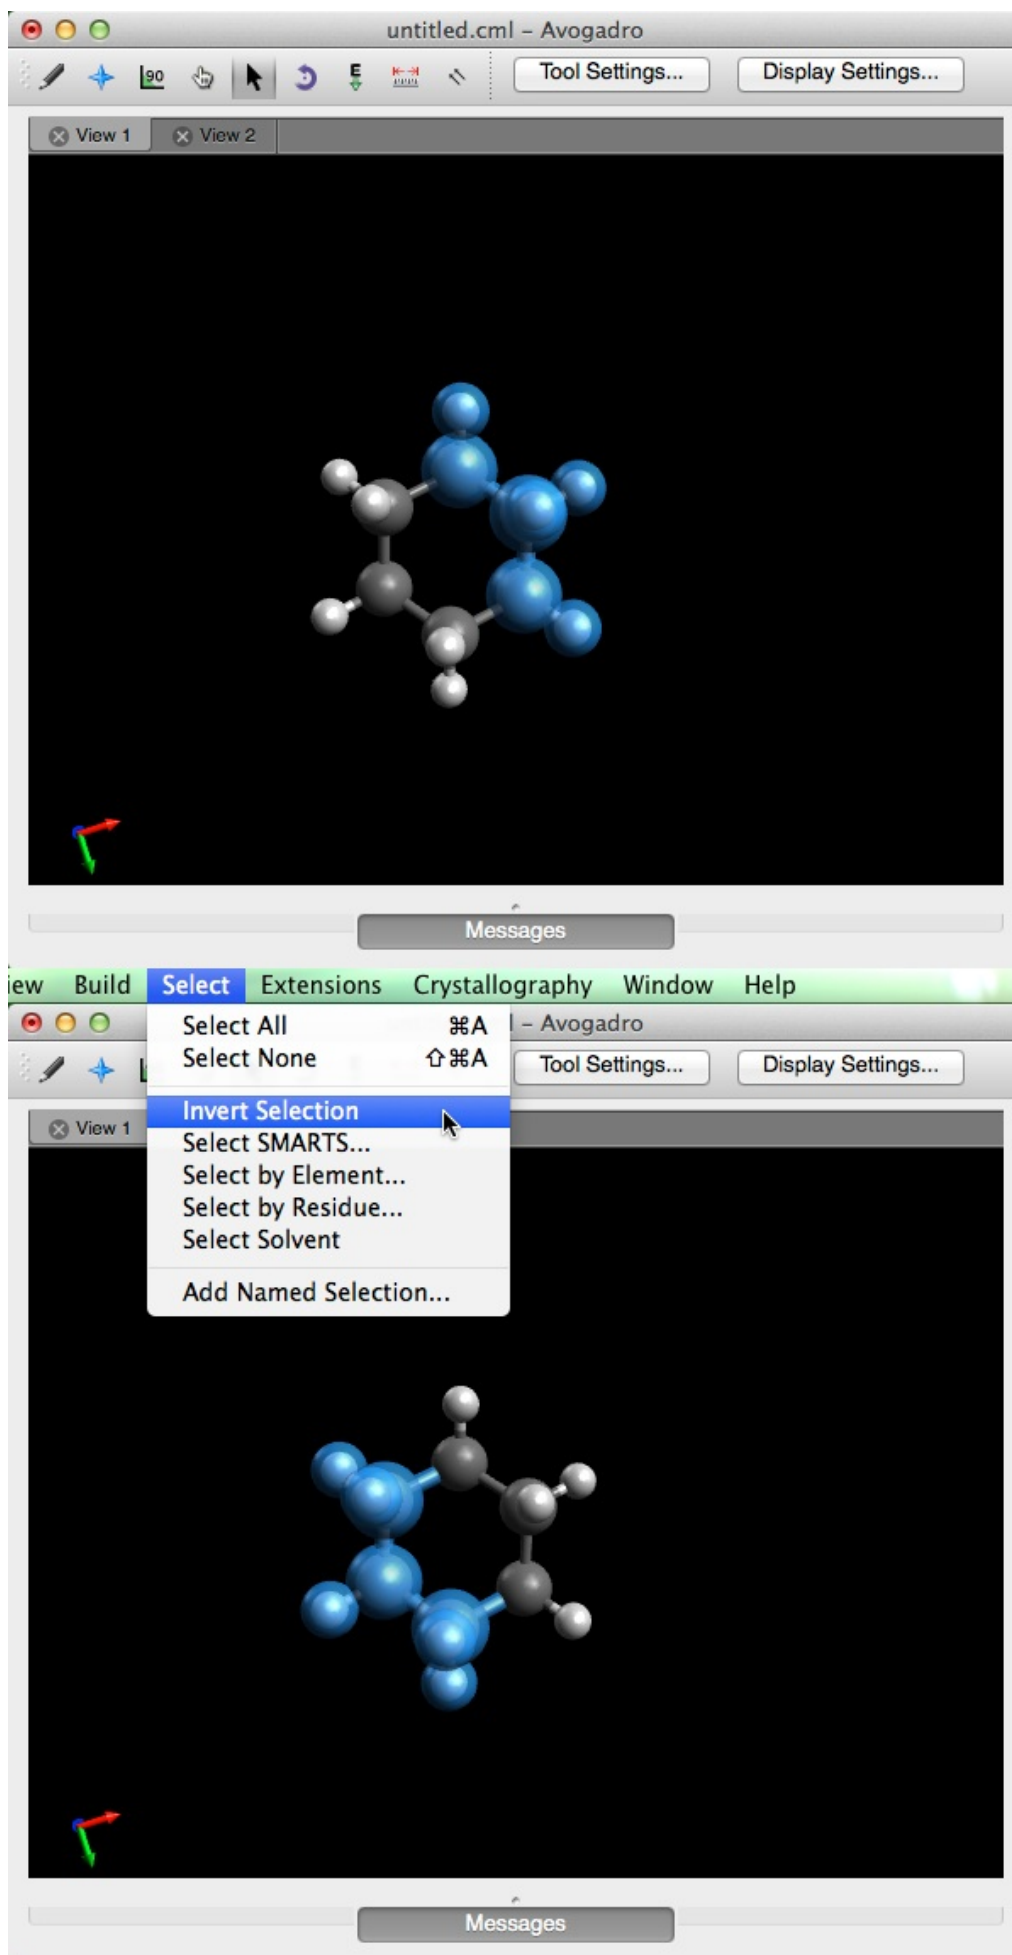 untitled.cml – Avogadro
90 E Tool Settings... Display Settings...
View 1 View 2
Messages
iew Build Select Extensions Crystallography Window Help
Select All ⌘A
l – Avogadro
Select None ⇧⌘A
Tool Settings... Display Settings...
Invert Selection
View 1
Select SMARTS...
Select by Element...
Select by Residue...
Select Solvent
Add Named Selection...
Messages